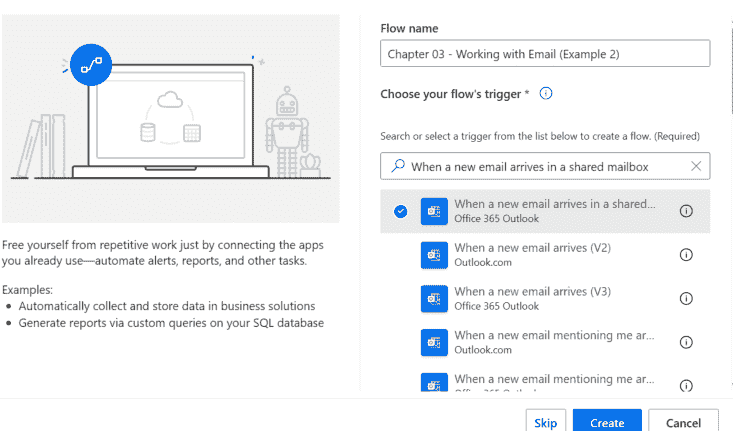 Flow name
Chapter 03 - Working with Email (Example 2)
Choose your flow's trigger *
Search or select a trigger from the list below to create a flow. (Required)
When a new email arrives in a shared mailbox
When a new email arrives in a shared...
Office 365 Outlook
When a new email arrives (V2)
Outlook.com
When a new email arrives (V3)
Office 365 Outlook
When a new email mentioning me ar...
Outlook.com
When a new email mentioning me ar...
Office 365 Outlook
Free yourself from repetitive work just by connecting the apps
you already use—automate alerts, reports, and other tasks.
Examples:
• Automatically collect and store data in business solutions
• Generate reports via custom queries on your SQL database
Skip
Create
Cancel